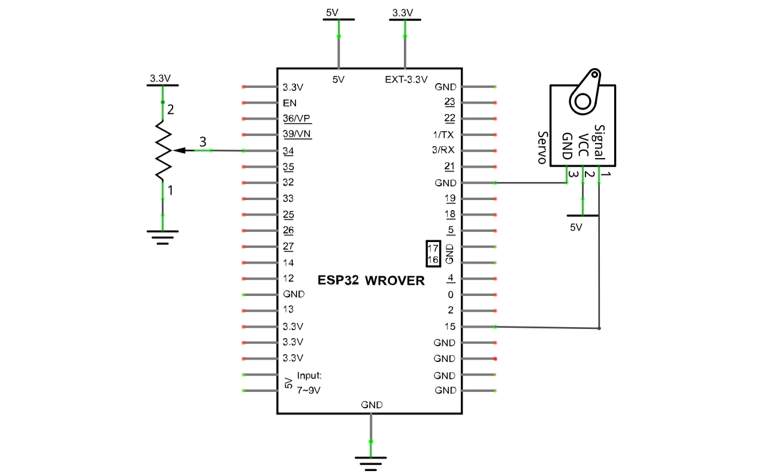 5V
3.3V
5V
EXT-3.3V
3.3V
2
3
1
3.3V
EN
36/VP
39/VN
34
35
32
33
25
26
27
14
12
GND
13
3.3V
3.3V
3.3V
5V
Input:
7~9V
ESP32 WROVER
GND
23
22
1/TX
3/RX
21
GND
19
18
5
17
16
GND
4
0
2
15
GND
GND
GND
GND
GND
Servo
GND
VCC
Signal
3
2
1
5V